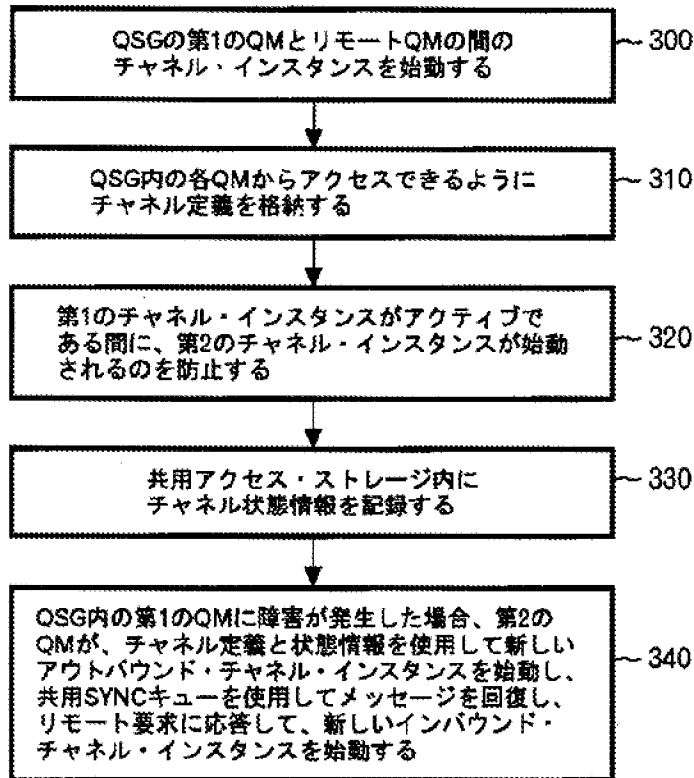 QSGの第1のQMとリモートQMの間の
チャネル・インスタンスを始動する
300
QSG内の各QMからアクセスできるように
チャネル定義を格納する
310
第1のチャネル・インスタンスがアクティブで
ある間に、第2のチャネル・インスタンスが始動
されるのを防止する
320
共用アクセス・ストレージ内に
チャネル状態情報を記録する
330
QSG内の第1のQMに障害が発生した場合、第2の
QMが、チャネル定義と状態情報を使用して新しい
アウトバウンド・チャネル・インスタンスを始動し、
共用SYNCキューを使用してメッセージを回復し、
リモート要求に応答して、新しいインバウンド・
チャネル・インスタンスを始動する
340